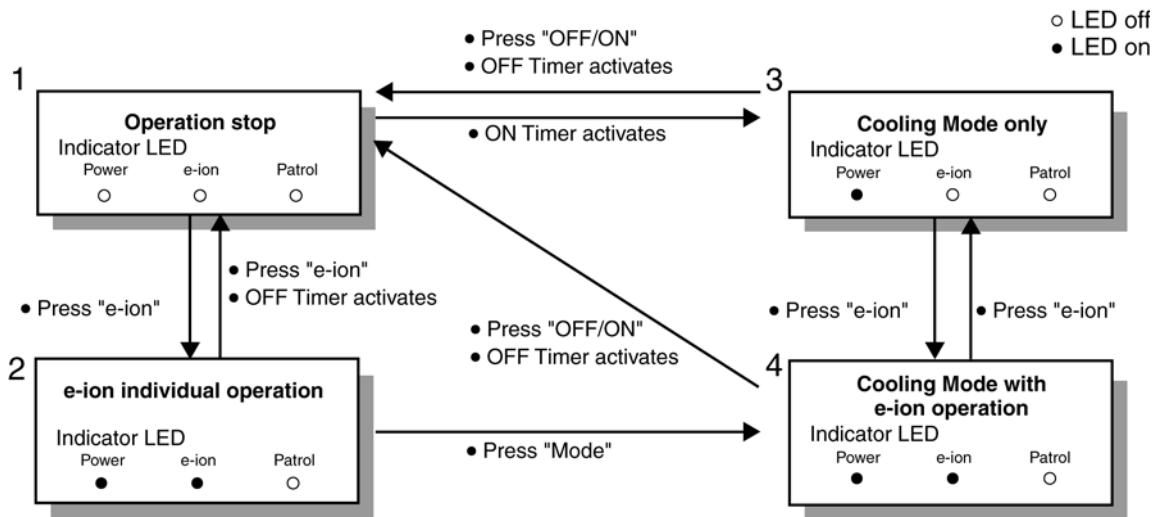 ○ LED off
● LED on
● Press "OFF/ON"
● OFF Timer activates
1
3
Operation stop
Indicator LED
Power e-ion Patrol
● ON Timer activates
Cooling Mode only
Indicator LED
Power e-ion Patrol
● Press "e-ion"
● Press "e-ion"
● OFF Timer activates
● Press "OFF/ON"
● OFF Timer activates
● Press "e-ion"
● Press "e-ion"
2
4
e-ion individual operation
Indicator LED
Power e-ion Patrol
● Press "Mode"
Cooling Mode with
e-ion operation
Indicator LED
Power e-ion Patrol